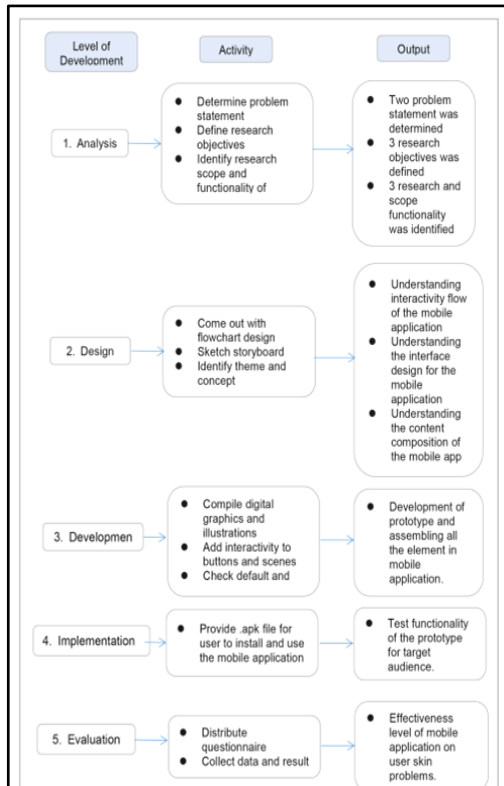 Level of
Development
Activity
Output
1. Analysis
● Determine problem
statement
● Define research
objectives
● Identify research
scope and
functionality of
● Two problem
statement was
determined
● 3 research
objectives was
defined
● 3 research and
scope
functionality
was identified
2. Design
● Come out with
flowchart design
● Sketch storyboard
● Identify theme and
concept
● Understanding
interactivity flow
of the mobile
application
● Understanding
the interface
design for the
mobile
application
● Understanding
the content
composition of
the mobile app
3. Developmen
● Compile digital
graphics and
illustrations
● Add interactivity to
buttons and scenes
● Check default and
● Development of
prototype and
assembling all
the element in
mobile
application.
4. Implementation
● Provide .apk file for
user to install and use
the mobile application
● Test functionality
of the prototype for
target audience.
5. Evaluation
● Distribute
questionnaire
● Collect data and result
● Effectiveness
level of mobile
application on
user skin
problems.